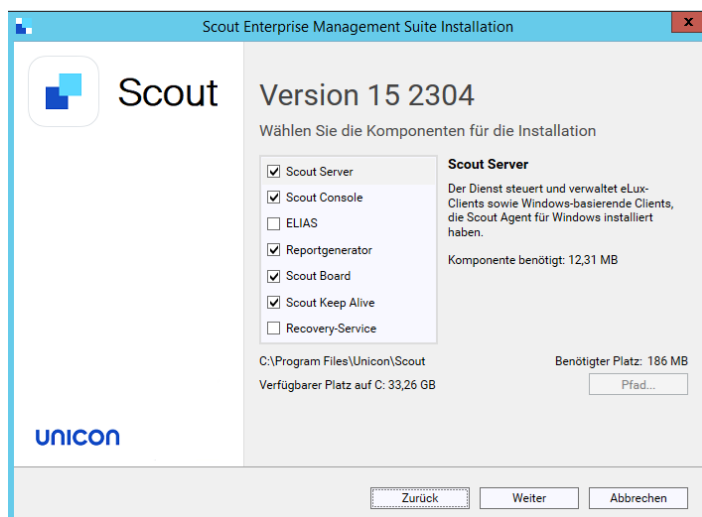 Scout Enterprise Management Suite Installation
x
Scout
Version 15 2304
Wählen Sie die Komponenten für die Installation
Scout Server
Scout Console
ELIAS
Reportgenerator
Scout Board
Scout Keep Alive
Recovery-Service
Scout Server
Der Dienst steuert und verwaltet eLux-
Clients sowie Windows-basierende Clients,
die Scout Agent für Windows installiert
haben.
Komponente benötigt: 12,31 MB
C:\Program Files\Unicon\Scout
Benötigter Platz: 186 MB
Verfügbarer Platz auf C: 33,26 GB
Pfad...
unicon
Zurück
Weiter
Abbrechen